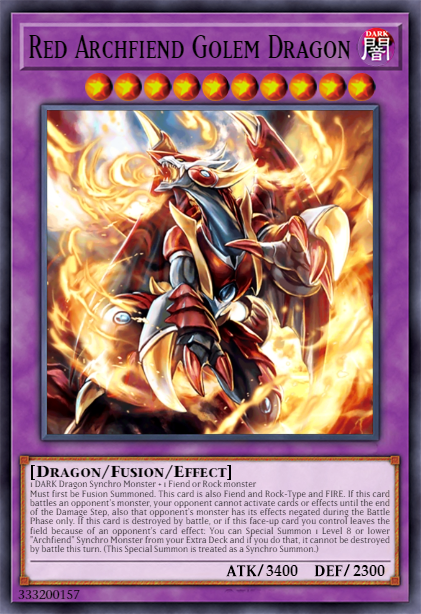 Red Archfiend Golem Dragon
DARK
闇
[Dragon/Fusion/Effect]
1 DARK Dragon Synchro Monster + 1 Fiend or Rock monster
Must first be Fusion Summoned. This card is also Fiend and Rock-Type and FIRE. If this card
battles an opponent's monster, your opponent cannot activate cards or effects until the end
of the Damage Step, also that opponent's monster has its effects negated during the Battle
Phase only. If this card is destroyed by battle, or if this face-up card you control leaves the
field because of an opponent's card effect: You can Special Summon 1 Level 8 or lower
"Archfiend" Synchro Monster from your Extra Deck and if you do that, it cannot be destroyed
by battle this turn. (This Special Summon is treated as a Synchro Summon.)
ATK/3400 DEF/2300
333200157